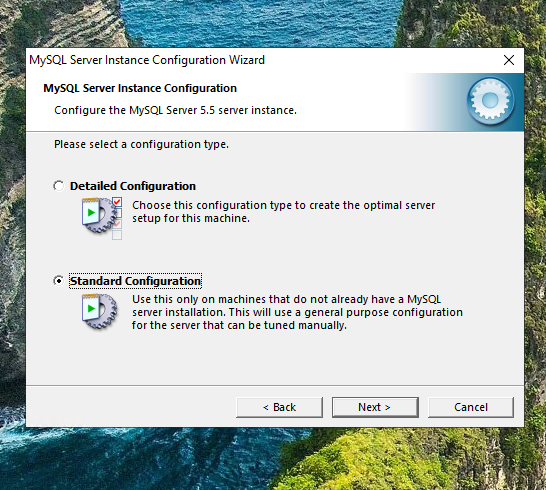 MySQL Server Instance Configuration Wizard
MySQL Server Instance Configuration
Configure the MySQL Server 5.5 server instance.
Please select a configuration type.
Detailed Configuration
Choose this configuration type to create the optimal server
setup for this machine.
Standard Configuration
Use this only on machines that do not already have a MySQL
server installation. This will use a general purpose configuration
for the server that can be tuned manually.
< Back
Next >
Cancel